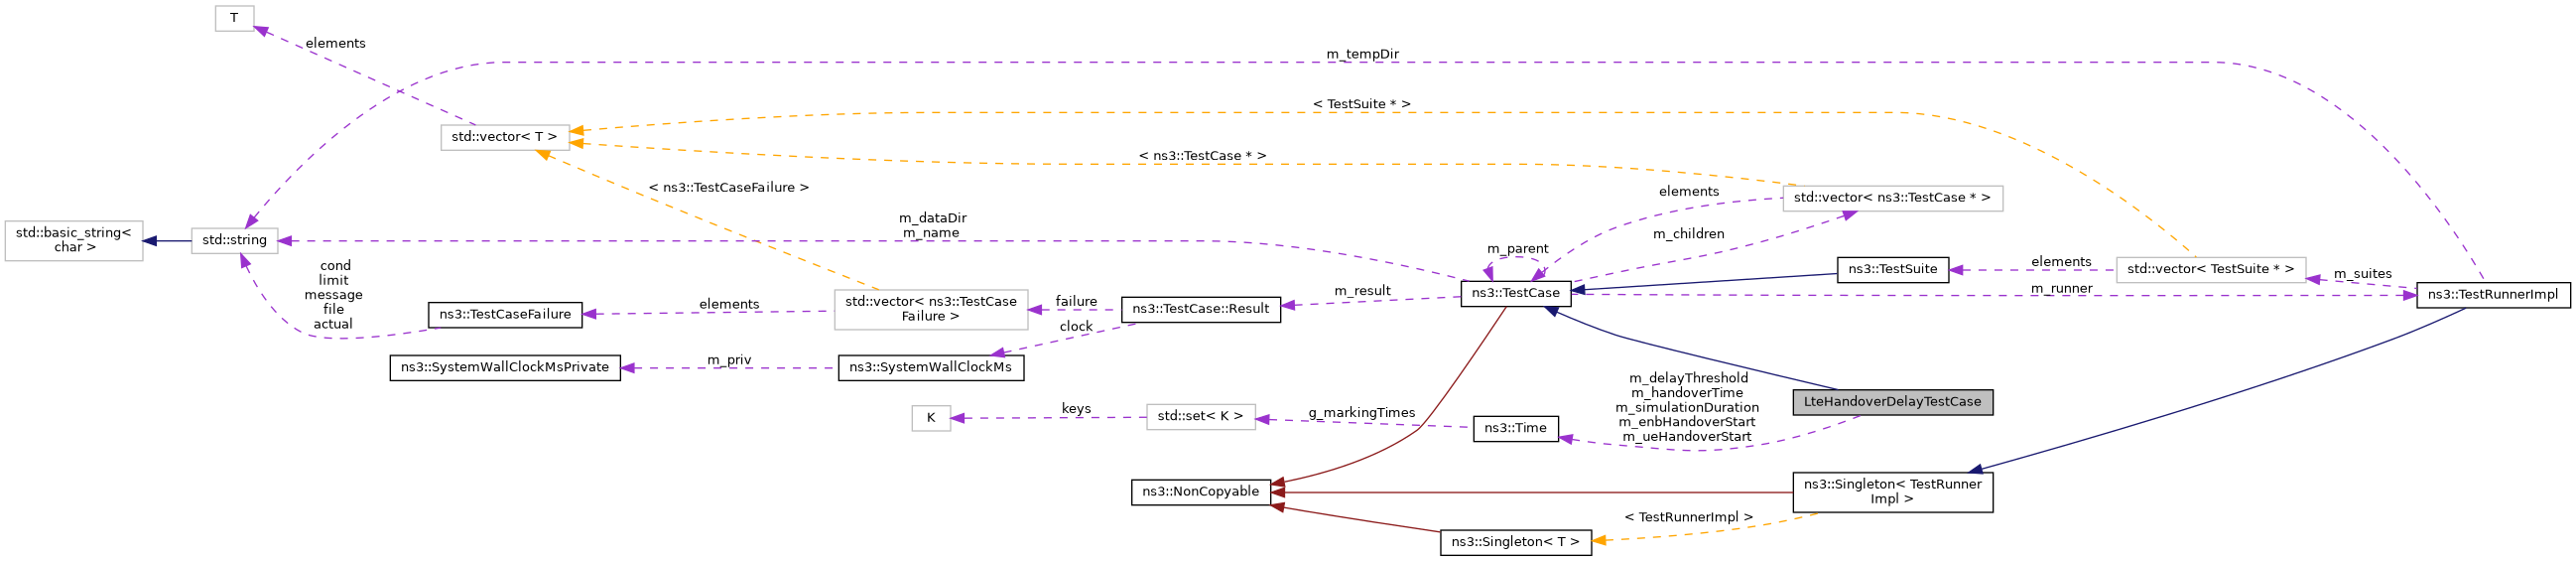 T
elements
m_tempDir
< TestSuite * >
std::vector< T >
< ns3::TestCase * >
< ns3::TestCaseFailure >
elements
std::vector< ns3::TestCase * >
std::basic_string<
char >
std::string
m_dataDir
m_name
m_children
m_parent
cond
limit
message
file
actual
ns3::TestCaseFailure
elements
std::vector< ns3::TestCase
Failure >
failure
clock
ns3::TestCase::Result
m_result
ns3::TestCase
ns3::TestSuite
elements
std::vector< TestSuite * >
m_suites
m_runner
ns3::TestRunnerImpl
ns3::SystemWallClockMsPrivate
m_priv
ns3::SystemWallClockMs
K
keys
std::set< K >
g_markingTimes
ns3::Time
m_delayThreshold
m_handoverTime
m_simulationDuration
m_enbHandoverStart
m_ueHandoverStart
LteHandoverDelayTestCase
ns3::NonCopyable
ns3::Singleton< TestRunner
Impl >
< TestRunnerImpl >
ns3::Singleton< T >